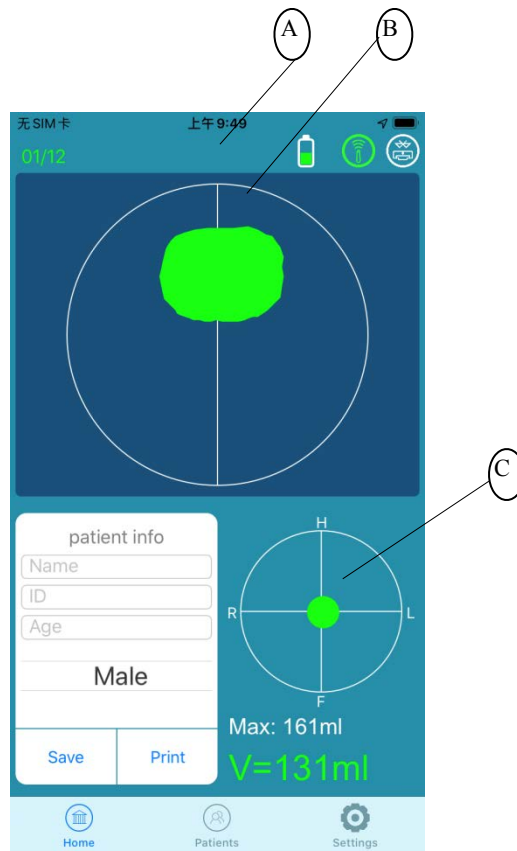 A
B
无SIM卡
上午9:49
01/12
C
patient info
Name
ID
Age
Male
Save
Print
H
R
L
F
Max: 161ml
V=131ml
Home
Patients
Settings